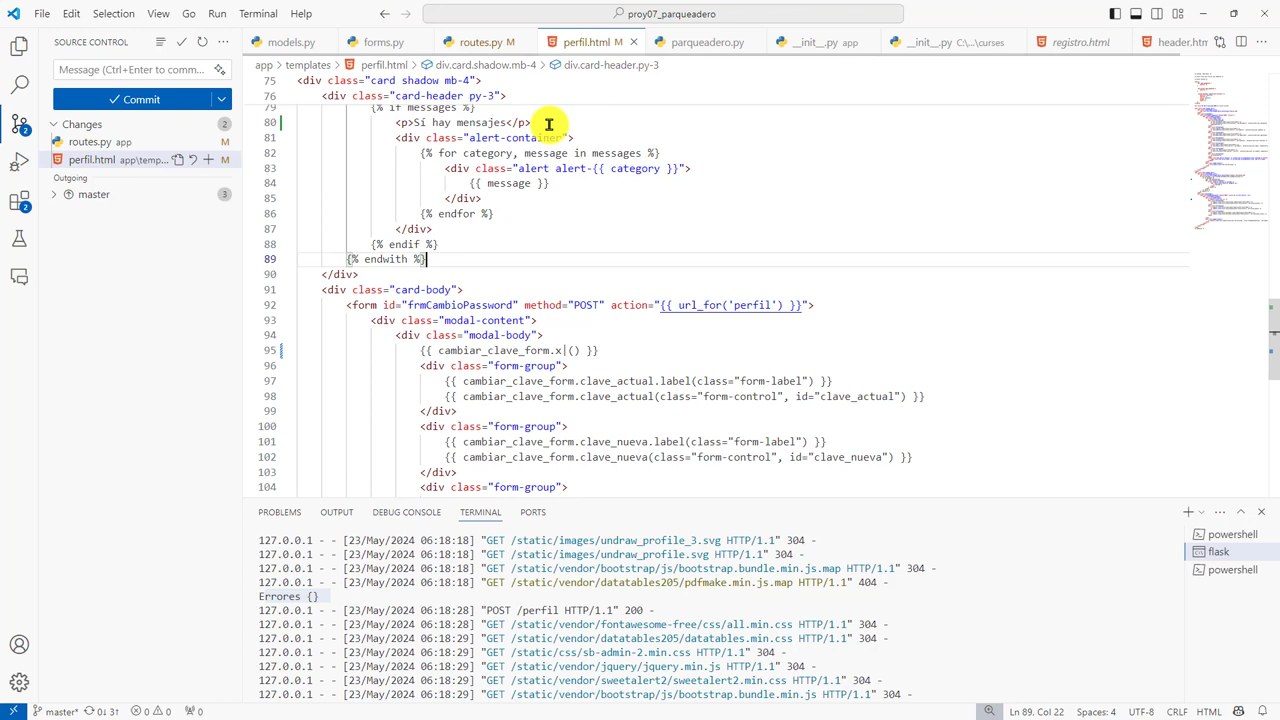 File Edit Selection View Go Run Terminal Help
proy07_parqueadero
SOURCE CONTROL
models.py
forms.py
routes.py M
perfil.html M
parqueadero.py
__init__.py app
__init__.py C:\...\curses
registro.html
header.htm
app > templates > perfil.html > div.card.shadow.mb-4 > div.card-header.py-3
Message (Ctrl+Enter to comm...
Commit
Changes 2
routes.py app M
perfil.html app\temp... M
Outgoing
master 3
2
2
75 <div class="card shadow mb-4">
76 <div class="card-header py-3">
79 {% if messages %}
80 <p>Si hay mensajes
81 class="alert-
82 in
83 <div class="alert alert-{{ category }}">
84 {{ message }}
85 </div>
86 {% endfor %}
87 </div>
88 {% endif %}
89 {% endwith %}
90 </div>
91 <div class="card-body">
92 <form id="frmCambioPassword" method="POST" action="{{ url_for('perfil') }}">
93 <div class="modal-content">
94 <div class="modal-body">
95 {{ cambiar_clave_form.x|() }}
96 <div class="form-group">
97 {{ cambiar_clave_form.clave_actual.label(class="form-label") }}
98 {{ cambiar_clave_form.clave_actual(class="form-control", id="clave_actual") }}
99 </div>
100 <div class="form-group">
101 {{ cambiar_clave_form.clave_nueva.label(class="form-label") }}
102 {{ cambiar_clave_form.clave_nueva(class="form-control", id="clave_nueva") }}
103 </div>
104 <div class="form-group">
PROBLEMS OUTPUT DEBUG CONSOLE TERMINAL PORTS
powershell
flask
powershell
127.0.0.1 - - [23/May/2024 06:18:18] "GET /static/images/undraw_profile_3.svg HTTP/1.1" 304 -
127.0.0.1 - - [23/May/2024 06:18:18] "GET /static/images/undraw_profile.svg HTTP/1.1" 304 -
127.0.0.1 - - [23/May/2024 06:18:18] "GET /static/vendor/bootstrap/js/bootstrap.bundle.min.js.map HTTP/1.1" 304 -
127.0.0.1 - - [23/May/2024 06:18:18] "GET /static/vendor/datatables205/pdfmake.min.js.map HTTP/1.1" 404 -
Errores {}
127.0.0.1 - - [23/May/2024 06:18:28] "POST /perfil HTTP/1.1" 200 -
127.0.0.1 - - [23/May/2024 06:18:29] "GET /static/vendor/fontawesome-free/css/all.min.css HTTP/1.1" 304 -
127.0.0.1 - - [23/May/2024 06:18:29] "GET /static/vendor/datatables205/datatables.min.css HTTP/1.1" 304 -
127.0.0.1 - - [23/May/2024 06:18:29] "GET /static/css/sb-admin-2.min.css HTTP/1.1" 304 -
127.0.0.1 - - [23/May/2024 06:18:29] "GET /static/vendor/jquery/jquery.min.js HTTP/1.1" 304 -
127.0.0.1 - - [23/May/2024 06:18:29] "GET /static/vendor/sweetalert2/sweetalert2.min.css HTTP/1.1" 304 -
127.0.0.1 - - [23/May/2024 06:18:29] "GET /static/vendor/bootstrap/js/bootstrap.bundle.min.js HTTP/1.1" 304 -
master* 0↓ 3↑ 0 0 0 Ln 89, Col 22 Spaces: 4 UTF-8 CRLF HTML